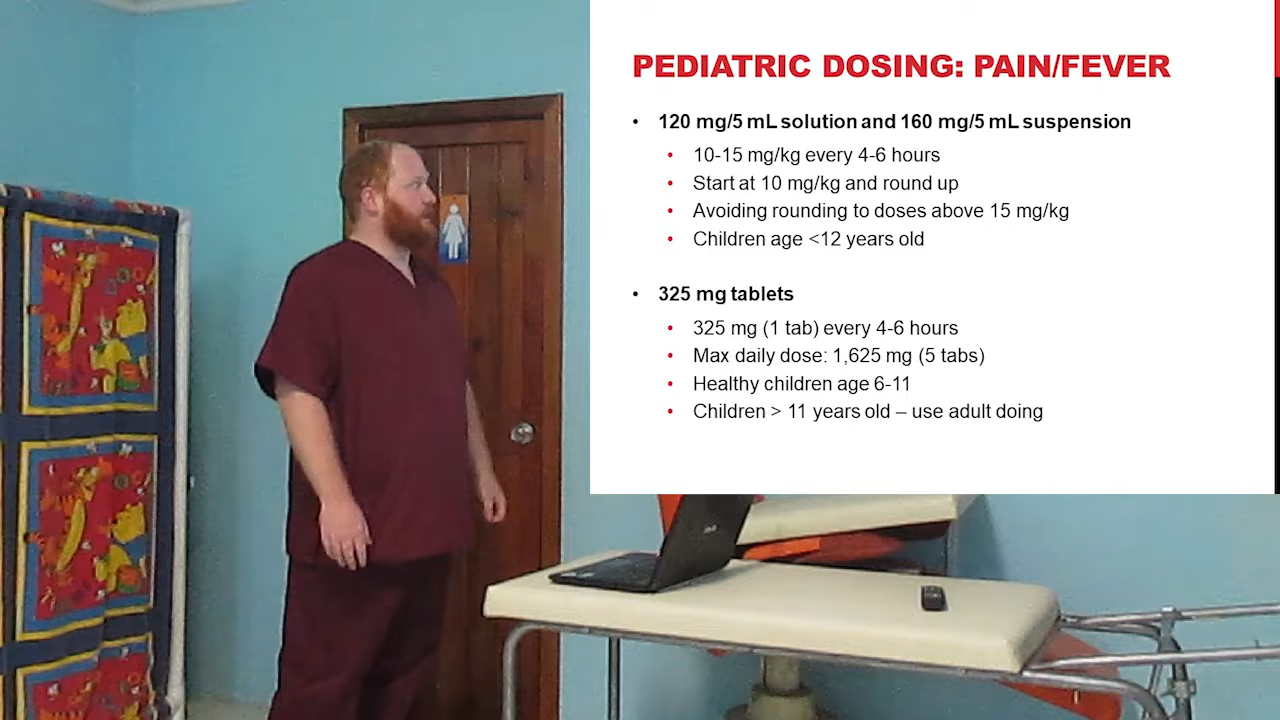 PEDIATRIC DOSING: PAIN/FEVER
• 120 mg/5 mL solution and 160 mg/5 mL suspension
• 10-15 mg/kg every 4-6 hours
• Start at 10 mg/kg and round up
• Avoiding rounding to doses above 15 mg/kg
• Children age <12 years old
• 325 mg tablets
• 325 mg (1 tab) every 4-6 hours
• Max daily dose: 1,625 mg (5 tabs)
• Healthy children age 6-11
• Children > 11 years old – use adult doing